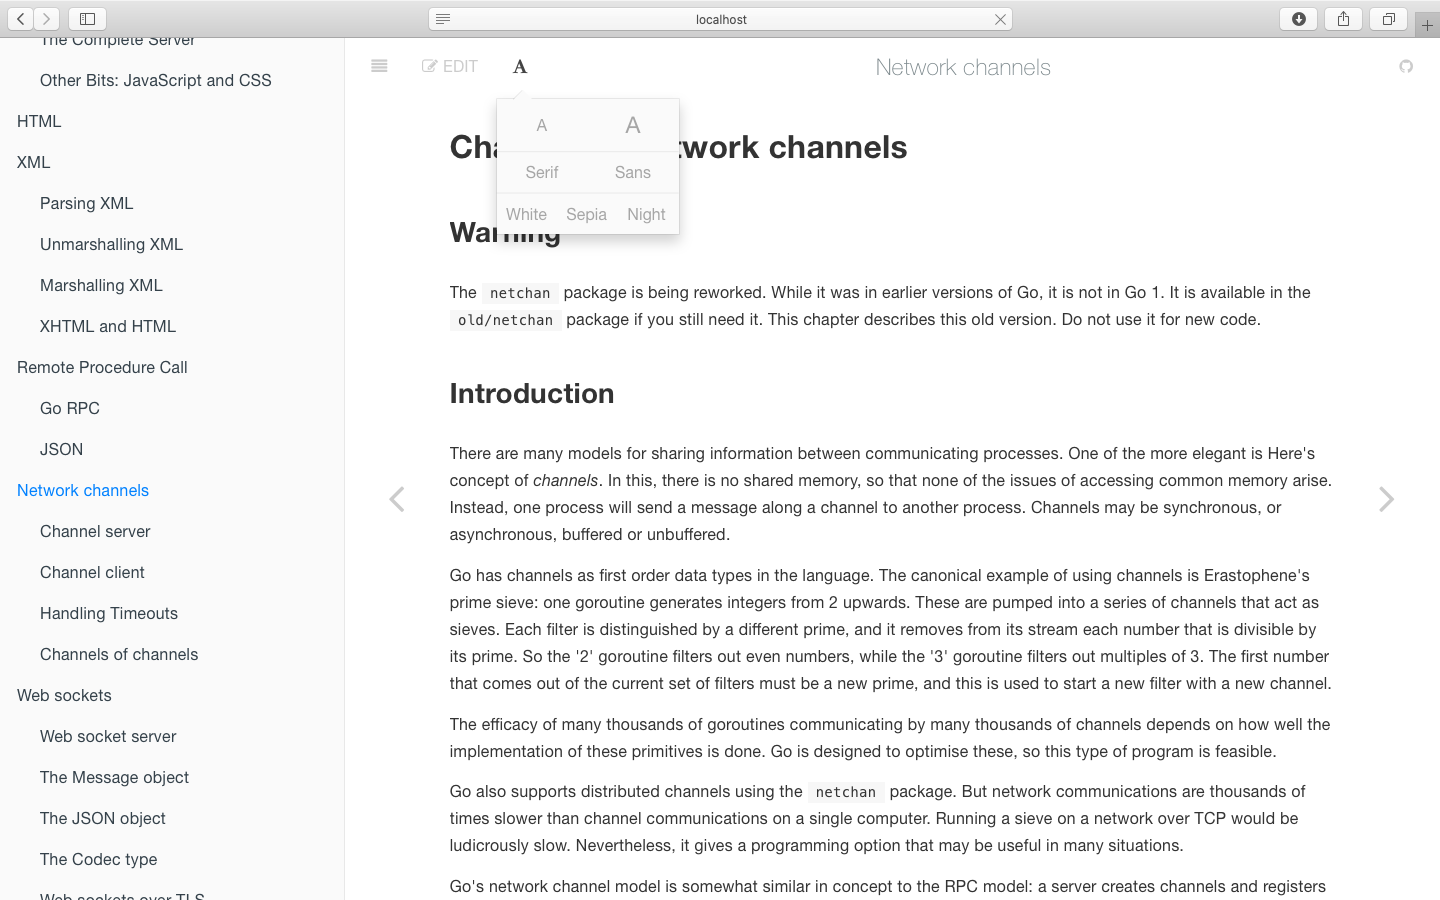 localhost
The Complete Server
Other Bits: JavaScript and CSS
HTML
XML
Parsing XML
Unmarshalling XML
Marshalling XML
XHTML and HTML
Remote Procedure Call
Go RPC
JSON
Network channels
Channel server
Channel client
Handling Timeouts
Channels of channels
Web sockets
Web socket server
The Message object
The JSON object
The Codec type
Web sockets over TLS
EDIT
A
Network channels
A A
Serif Sans
White Sepia Night
network channels
Warning
The netchan package is being reworked. While it was in earlier versions of Go, it is not in Go 1. It is available in the
old/netchan package if you still need it. This chapter describes this old version. Do not use it for new code.
Introduction
There are many models for sharing information between communicating processes. One of the more elegant is Here's
concept of channels. In this, there is no shared memory, so that none of the issues of accessing common memory arise.
Instead, one process will send a message along a channel to another process. Channels may be synchronous, or
asynchronous, buffered or unbuffered.
Go has channels as first order data types in the language. The canonical example of using channels is Erastophene's
prime sieve: one goroutine generates integers from 2 upwards. These are pumped into a series of channels that act as
sieves. Each filter is distinguished by a different prime, and it removes from its stream each number that is divisible by
its prime. So the '2' goroutine filters out even numbers, while the '3' goroutine filters out multiples of 3. The first number
that comes out of the current set of filters must be a new prime, and this is used to start a new filter with a new channel.
The efficacy of many thousands of goroutines communicating by many thousands of channels depends on how well the
implementation of these primitives is done. Go is designed to optimise these, so this type of program is feasible.
Go also supports distributed channels using the netchan package. But network communications are thousands of
times slower than channel communications on a single computer. Running a sieve on a network over TCP would be
ludicrously slow. Nevertheless, it gives a programming option that may be useful in many situations.
Go's network channel model is somewhat similar in concept to the RPC model: a server creates channels and registers